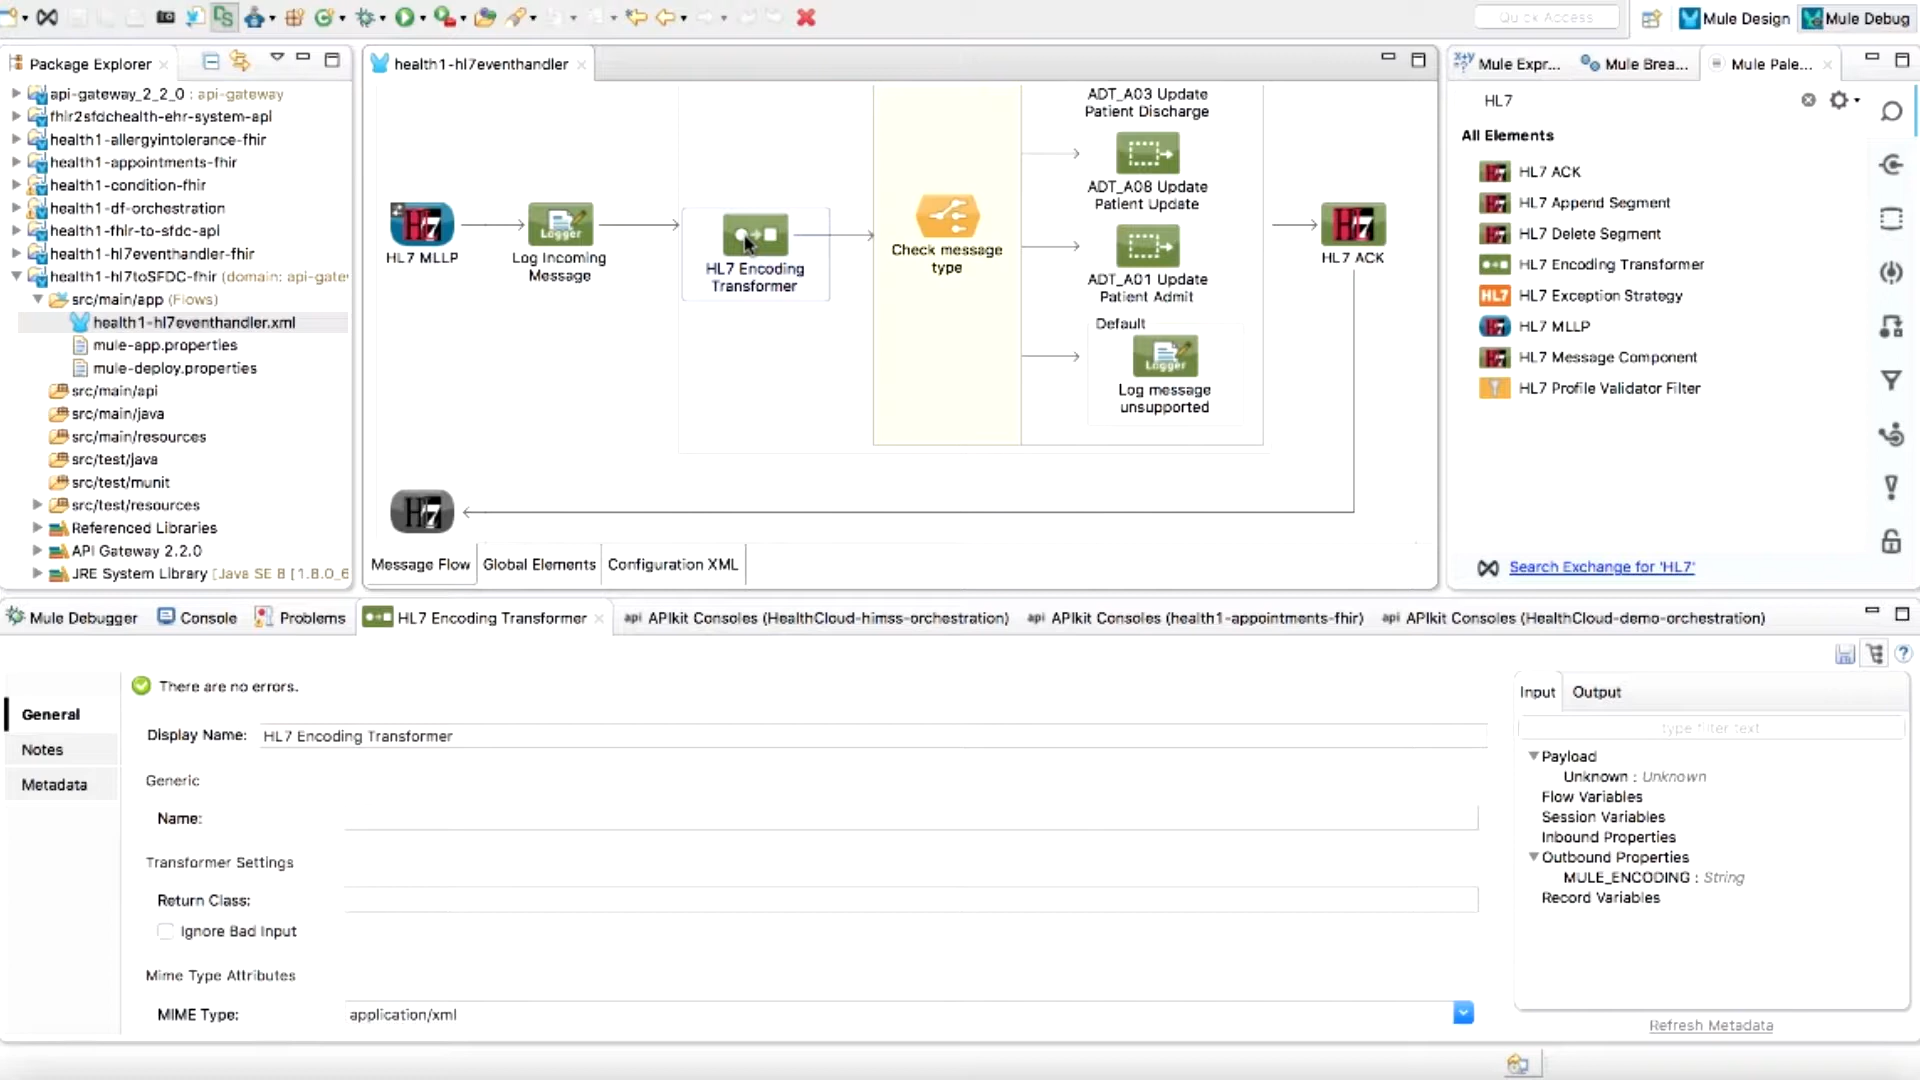 Quick Access
Mule Design
Mule Debug
Package Explorer
api-gateway_2_2_0 : api-gateway
fhir2sfdchealth-ehr-system-api
health1-allergyintolerance-fhir
health1-appointments-fhir
health1-condition-fhir
health1-df-orchestration
health1-fhir-to-sfdc-api
health1-hl7eventhandler-fhir
health1-hl7toSFDC-fhir (domain: api-gate
src/main/app (Flows)
health1-hl7eventhandler.xml
mule-app.properties
mule-deploy.properties
src/main/api
src/main/java
src/main/resources
src/test/java
src/test/munit
src/test/resources
Referenced Libraries
API Gateway 2.2.0
JRE System Library [Java SE 8 [1.8.0_6
health1-hl7eventhandler
H7
HL7 MLLP
Logger
Log Incoming
Message
HL7 Encoding
Transformer
Check message
type
ADT_A03 Update
Patient Discharge
ADT_A08 Update
Patient Update
ADT_A01 Update
Patient Admit
Default
Logger
Log message
unsupported
H7
HL7 ACK
H7
Message Flow
Global Elements
Configuration XML
Mule Expr...
Mule Brea...
Mule Pale...
HL7
All Elements
HL7 ACK
HL7 Append Segment
HL7 Delete Segment
HL7 Encoding Transformer
HL7 HL7 Exception Strategy
HL7 MLLP
HL7 Message Component
HL7 Profile Validator Filter
Search Exchange for 'HL7'
Mule Debugger
Console
Problems
HL7 Encoding Transformer
api APIkit Consoles (HealthCloud-himss-orchestration)
api APIkit Consoles (health1-appointments-fhir)
api APIkit Consoles (HealthCloud-demo-orchestration)
There are no errors.
General
Notes
Metadata
Display Name: HL7 Encoding Transformer
Generic
Name:
Transformer Settings
Return Class:
Ignore Bad Input
Mime Type Attributes
MIME Type: application/xml
Input
Output
type filter text
Payload
Unknown : Unknown
Flow Variables
Session Variables
Inbound Properties
Outbound Properties
MULE_ENCODING : String
Record Variables
Refresh Metadata